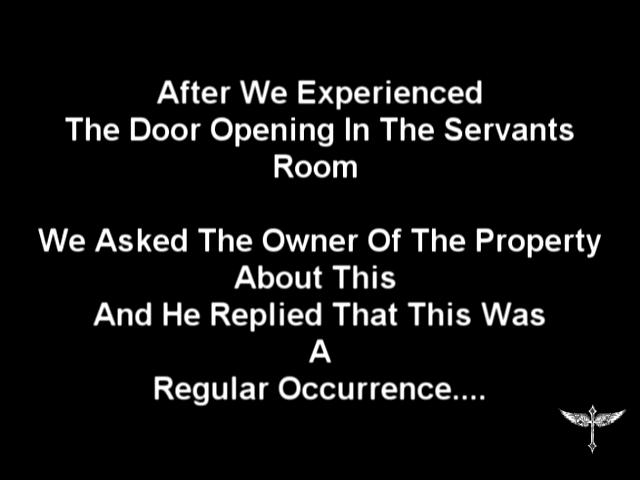 After We Experienced
The Door Opening In The Servants
Room
We Asked The Owner Of The Property
About This
And He Replied That This Was
A
Regular Occurrence....